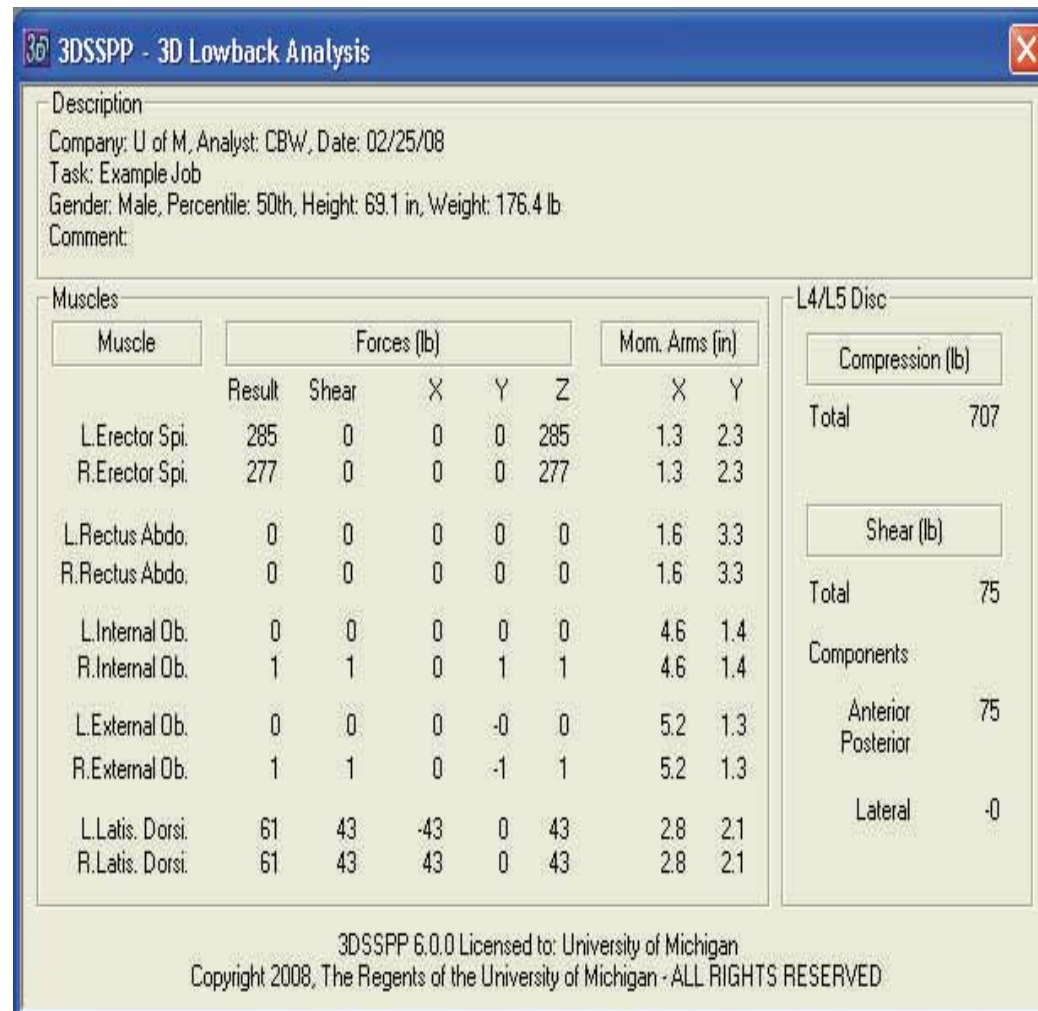 3D 3DSSPP - 3D Lowback Analysis
Description
Company: U of M, Analyst: CBW, Date: 02/25/08
Task: Example Job
Gender: Male, Percentile: 50th, Height: 69.1 in, Weight: 176.4 lb
Comment:
Muscles
Muscle Forces (lb) Mom. Arms (in)
Result Shear X Y Z X Y
L.Erector Spi. 285 0 0 0 285 1.3 2.3
R.Erector Spi. 277 0 0 0 277 1.3 2.3
L.Rectus Abdo. 0 0 0 0 0 1.6 3.3
R.Rectus Abdo. 0 0 0 0 0 1.6 3.3
L.Internal Ob. 0 0 0 0 0 4.6 1.4
R.Internal Ob. 1 1 0 1 1 4.6 1.4
L.External Ob. 0 0 0 -0 0 5.2 1.3
R.External Ob. 1 1 0 -1 1 5.2 1.3
L.Latis. Dorsi. 61 43 -43 0 43 2.8 2.1
R.Latis. Dorsi. 61 43 43 0 43 2.8 2.1
L4/L5 Disc
Compression (lb)
Total 707
Shear (lb)
Total 75
Components
Anterior 75
Posterior
Lateral -0
3DSSPP 6.0.0 Licensed to: University of Michigan
Copyright 2008, The Regents of the University of Michigan - ALL RIGHTS RESERVED